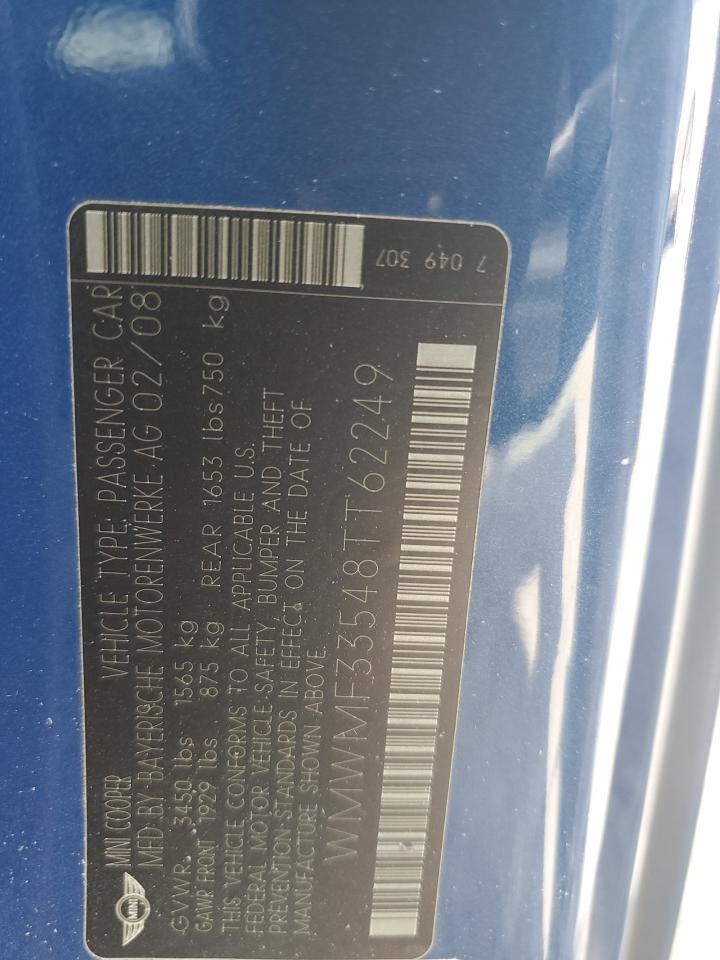 MINI
MINI COOPER VEHICLE TYPE: PASSENGER CAR
MFD BY BAYERISCHE MOTORENWERKE AG 02/08
GVWR 3450 lbs 1565 kg
GAWR FRONT 1929 lbs 875 kg REAR 1653 lbs 750 kg
THIS VEHICLE CONFORMS TO ALL APPLICABLE U.S.
FEDERAL MOTOR VEHICLE-SAFETY, BUMPER AND THEFT
PREVENTION-STANDARDS IN EFFECT ON THE DATE OF
MANUFACTURE SHOWN ABOVE.
WMWMF33548TT62249
7 049 307